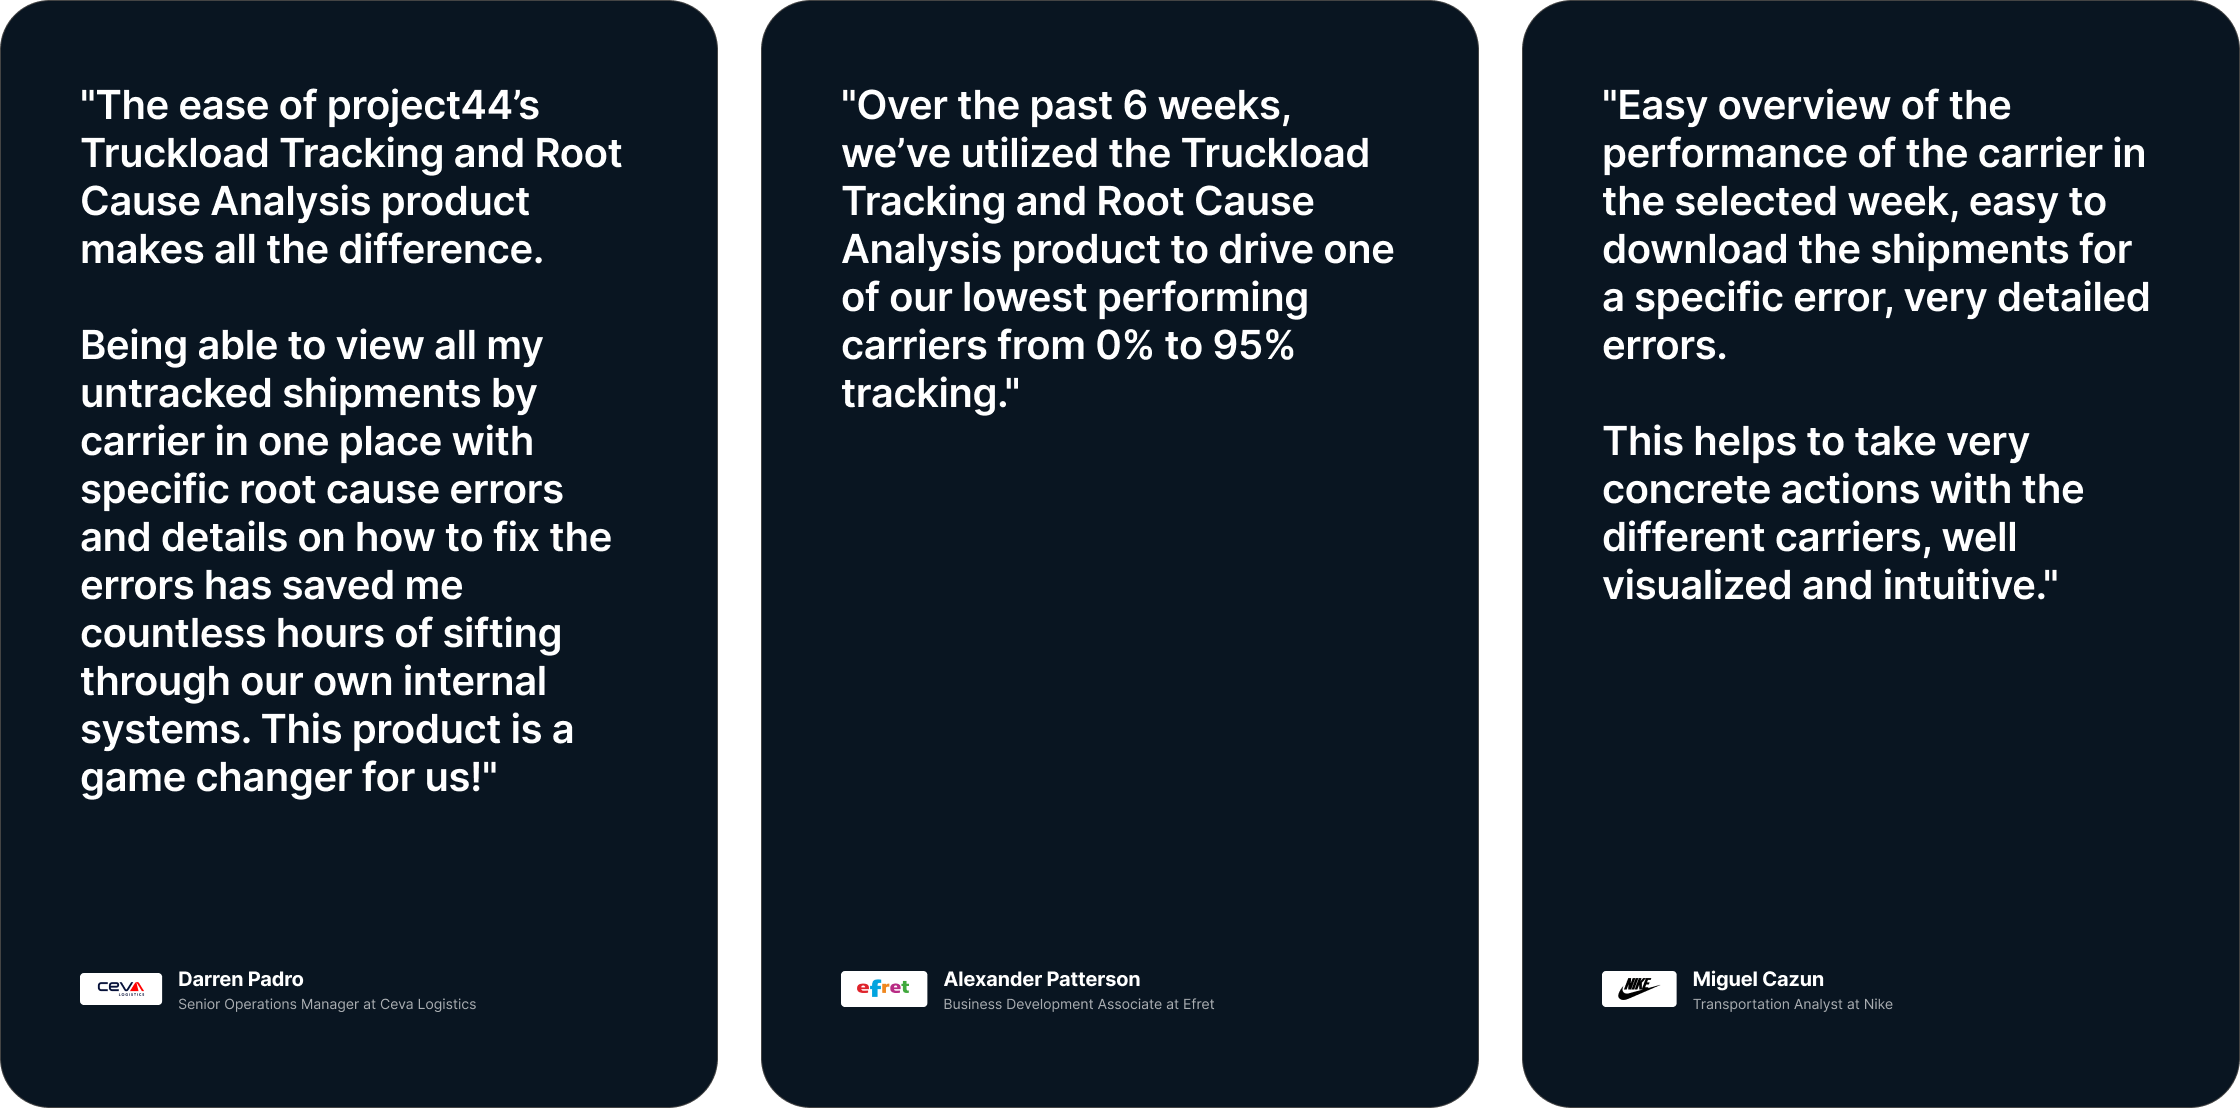 "The ease of project44’s
Truckload Tracking and Root
Cause Analysis product
makes all the difference.
Being able to view all my
untracked shipments by
carrier in one place with
specific root cause errors
and details on how to fix the
errors has saved me
countless hours of sifting
through our own internal
systems. This product is a
game changer for us!"
CEVA
LOGISTICS
Darren Padro
Senior Operations Manager at Ceva Logistics
"Over the past 6 weeks,
we’ve utilized the Truckload
Tracking and Root Cause
Analysis product to drive one
of our lowest performing
carriers from 0% to 95%
tracking."
efret
Alexander Patterson
Business Development Associate at Efret
"Easy overview of the
performance of the carrier in
the selected week, easy to
download the shipments for
a specific error, very detailed
errors.
This helps to take very
concrete actions with the
different carriers, well
visualized and intuitive."
NIKE
Miguel Cazun
Transportation Analyst at Nike